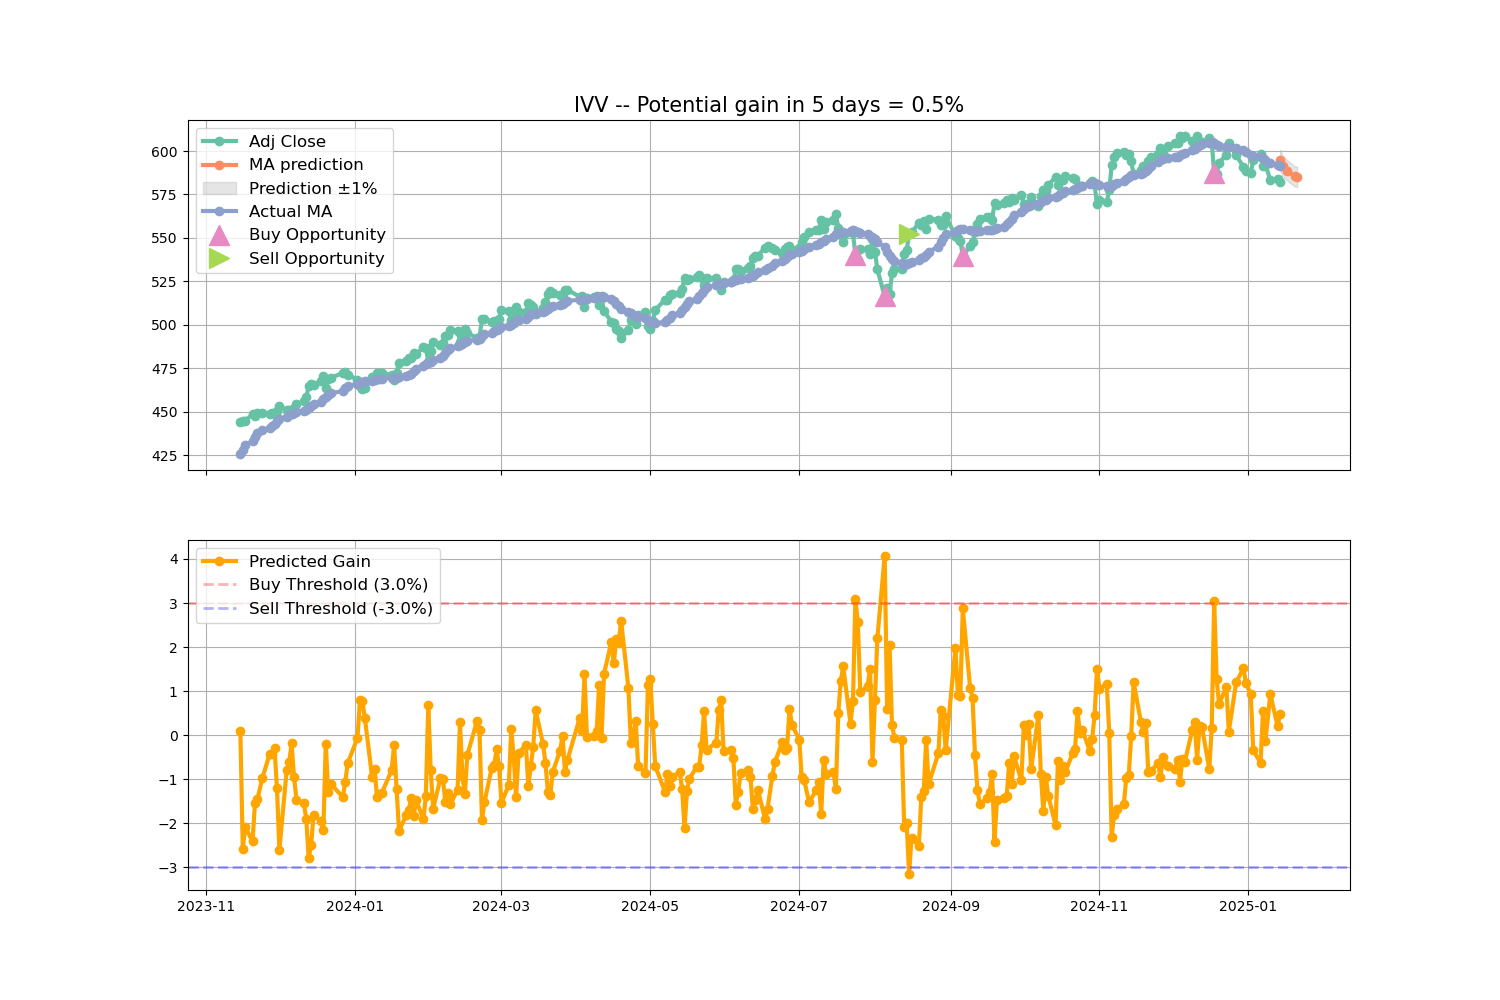 IVV -- Potential gain in 5 days = 0.5%
Adj Close
MA prediction
Prediction ±1%
Actual MA
Buy Opportunity
Sell Opportunity
600
575
550
525
500
475
450
425
Predicted Gain
Buy Threshold (3.0%)
Sell Threshold (-3.0%)
4
3
2
1
0
−1
−2
−3
2023-11 2024-01 2024-03 2024-05 2024-07 2024-09 2024-11 2025-01